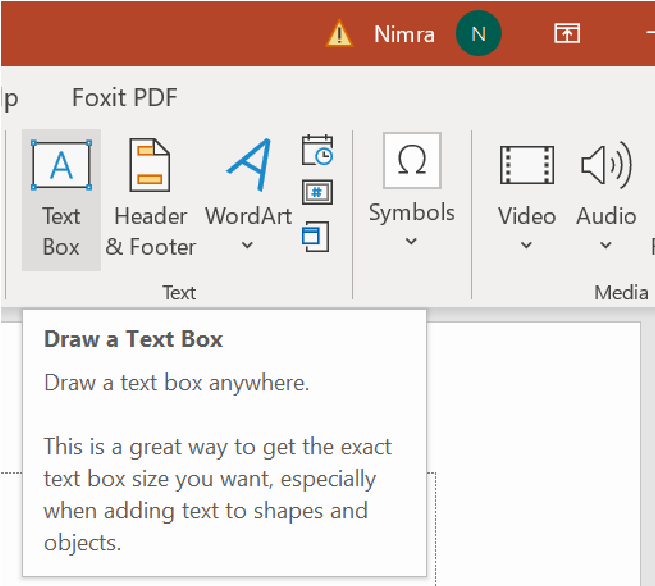 Nimra N
lp Foxit PDF
A
Text Box
Header & Footer
WordArt
#
Ω
Symbols
Video
Audio
Text
Media
Draw a Text Box
Draw a text box anywhere.
This is a great way to get the exact
text box size you want, especially
when adding text to shapes and
objects.